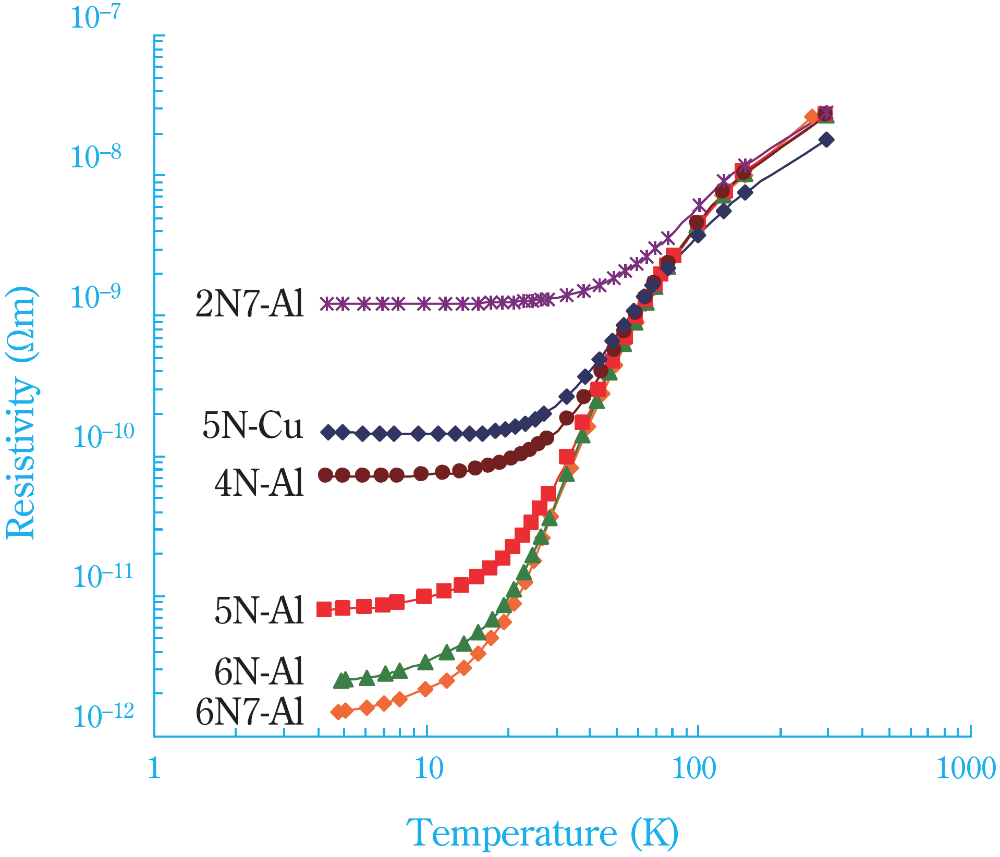 10⁻⁷
10⁻⁸
10⁻⁹
10⁻¹⁰
10⁻¹¹
10⁻¹²
Resistivity (Ωm)
2N7-Al
5N-Cu
4N-Al
5N-Al
6N-Al
6N7-Al
1 10 100 1000
Temperature (K)